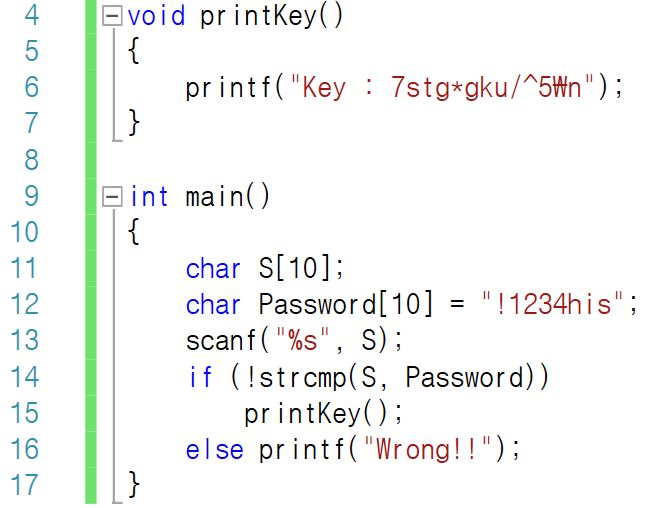 4 void printKey()
5 {
6 printf("Key : 7stg*gku/^5₩n");
7 }
8
9 int main()
10 {
11 char S[10];
12 char Password[10] = "!1234his";
13 scanf("%s", S);
14 if (!strcmp(S, Password))
15 printKey();
16 else printf("Wrong!!");
17 }